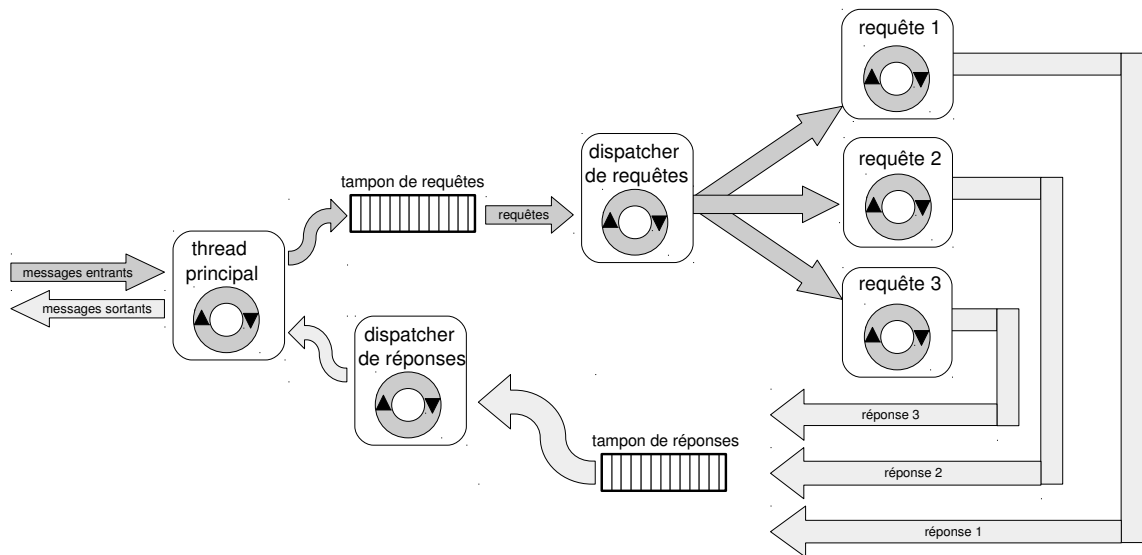 requête 1
dispatcher
de requêtes
requête 2
tampon de requêtes
requêtes
thread
principal
messages entrants
messages sortants
requête 3
dispatcher
de réponses
réponse 3
tampon de réponses
réponse 2
réponse 1